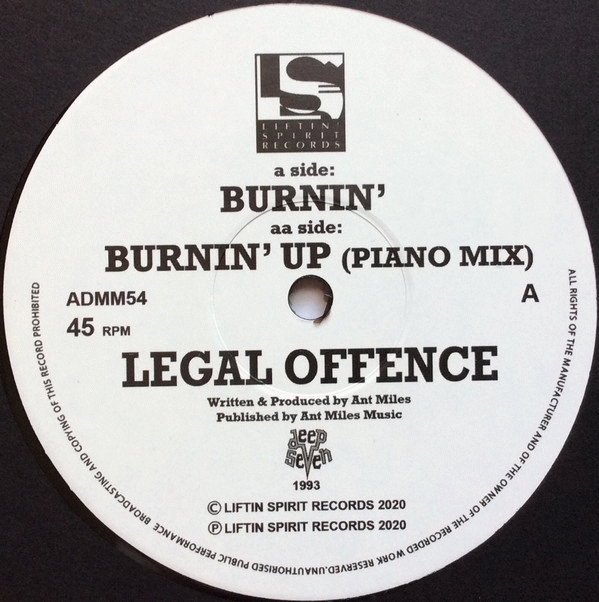 LS
LIFTIN'
SPIRIT
RECORDS
a side:
BURNIN'
aa side:
BURNIN' UP (PIANO MIX)
ADMM54
A
45 RPM
LEGAL OFFENCE
Written & Produced by Ant Miles
Published by Ant Miles Music
deep
seven
1993
© LIFTIN SPIRIT RECORDS 2020
℗ LIFTIN SPIRIT RECORDS 2020
ALL RIGHTS OF THE MANUFACTURER AND OF THE OWNER OF THE RECORDED WORK RESERVED.UNAUTHORISED PUBLIC PERFORMANCE BROADCASTING AND COPYING OF THIS RECORD PROHIBITED